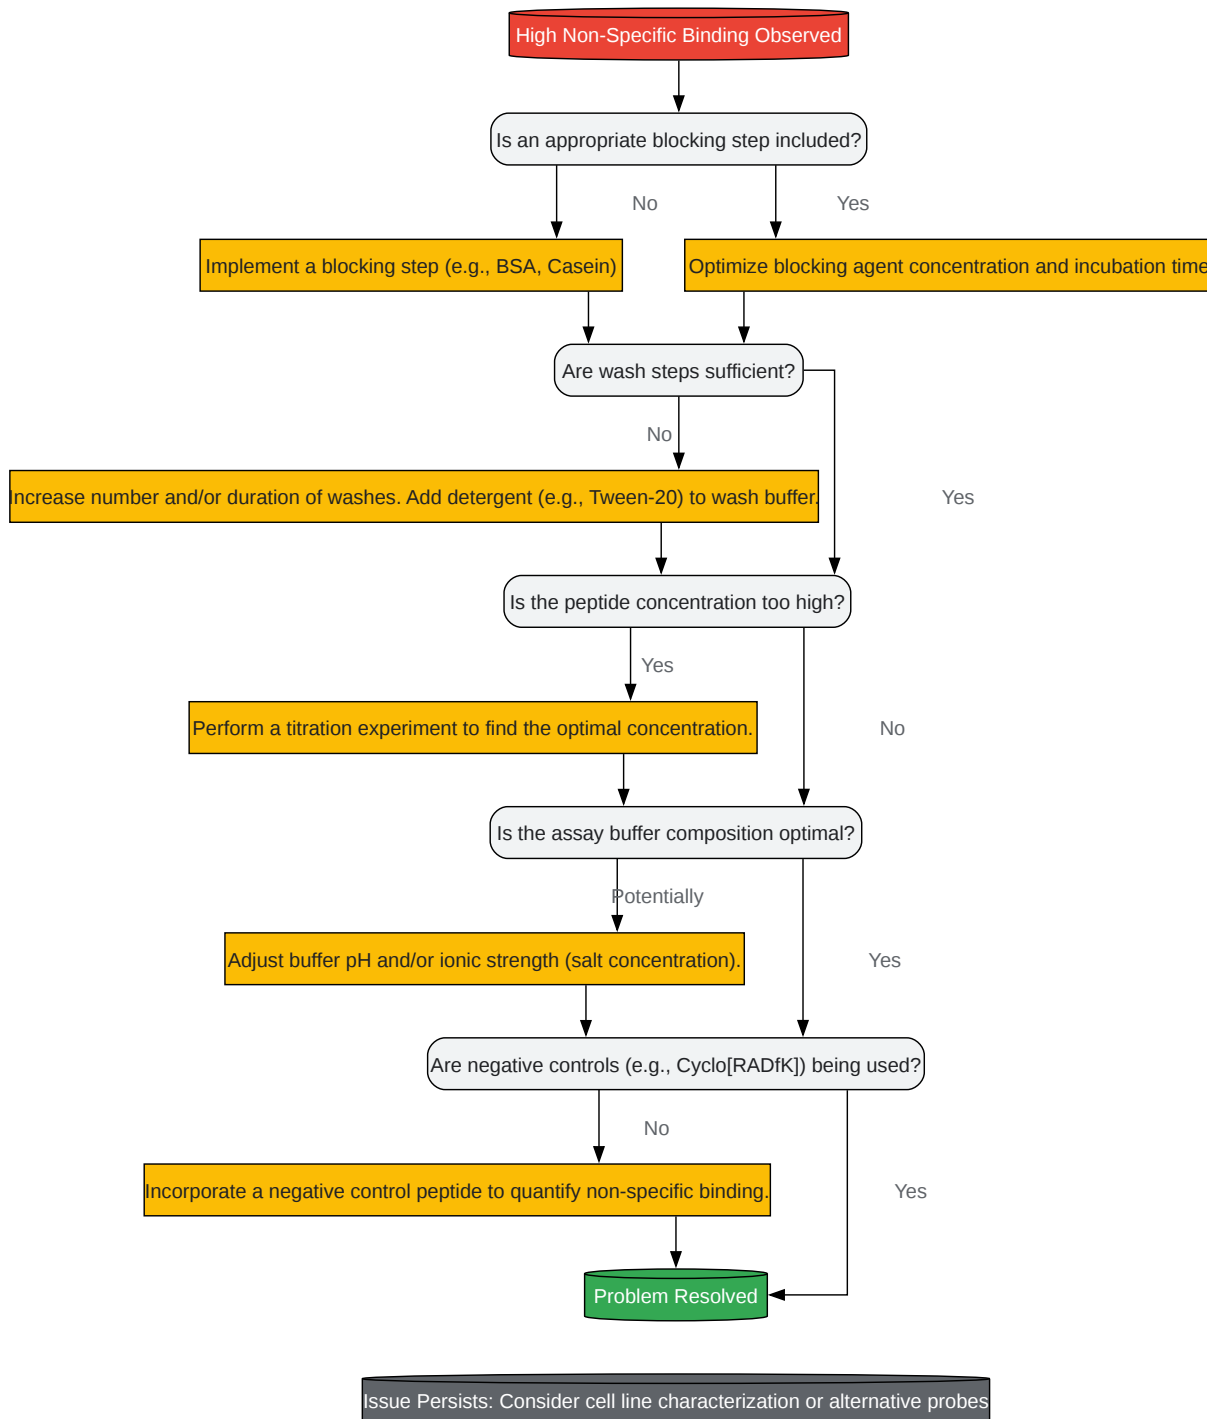 High Non-Specific Binding Observed
Is an appropriate blocking step included?
No
Yes
Implement a blocking step (e.g., BSA, Casein)
Optimize blocking agent concentration and incubation time
Are wash steps sufficient?
No
Increase number and/or duration of washes. Add detergent (e.g., Tween-20) to wash buffer.
Yes
Is the peptide concentration too high?
Yes
Perform a titration experiment to find the optimal concentration.
No
Is the assay buffer composition optimal?
Potentially
Adjust buffer pH and/or ionic strength (salt concentration).
Yes
Are negative controls (e.g., Cyclo[RADfK]) being used?
No
Incorporate a negative control peptide to quantify non-specific binding.
Yes
Problem Resolved
Issue Persists: Consider cell line characterization or alternative probes